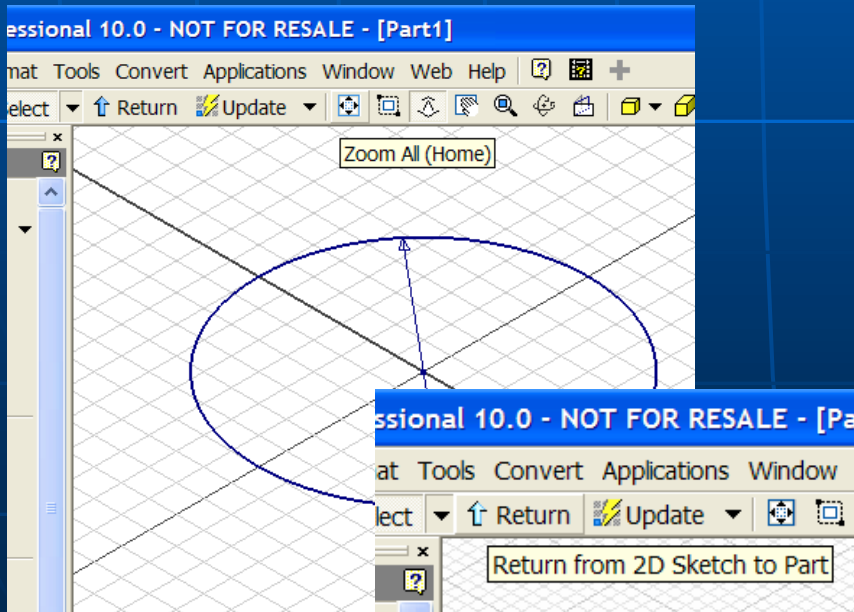 essional 10.0 - NOT FOR RESALE - [Part1]
mat Tools Convert Applications Window Web Help
elect Return Update
Zoom All (Home)
ssional 10.0 - NOT FOR RESALE - [Pa
at Tools Convert Applications Window
lect Return Update
Return from 2D Sketch to Part